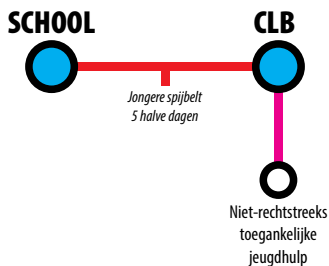 SCHOOL
CLB
Jongere spijbelt
5 halve dagen
Niet-rechtstreeks
toegankelijke
jeugdhulp